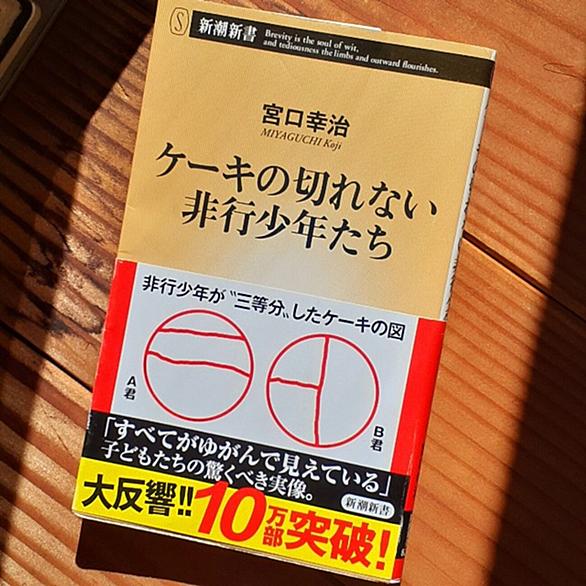 S 新潮新書
Brevity is the soul of wit,
and tediousness the limbs and outward flourishes.
宮口幸治
MIYAGUCHI Koji
ケーキの切れない
非行少年たち
非行少年が〝三等分〟したケーキの図
A君
B君
「すべてがゆがんで見えている」
子どもたちの驚くべき実像。
新潮新書
大反響!!10万部突破!